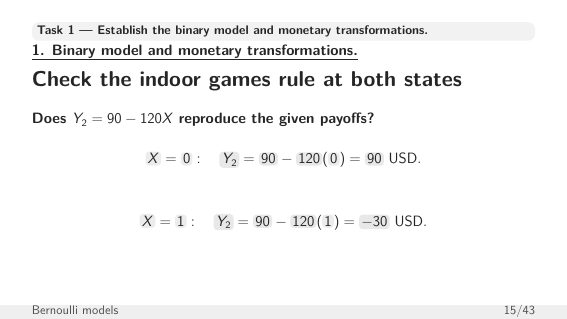 Task 1 — Establish the binary model and monetary transformations.
1. Binary model and monetary transformations.
Check the indoor games rule at both states
Does Y₂ = 90 − 120X reproduce the given payoffs?
X = 0 : Y₂ = 90 − 120 (0) = 90 USD.
X = 1 : Y₂ = 90 − 120 (1) = −30 USD.
Bernoulli models 15/43